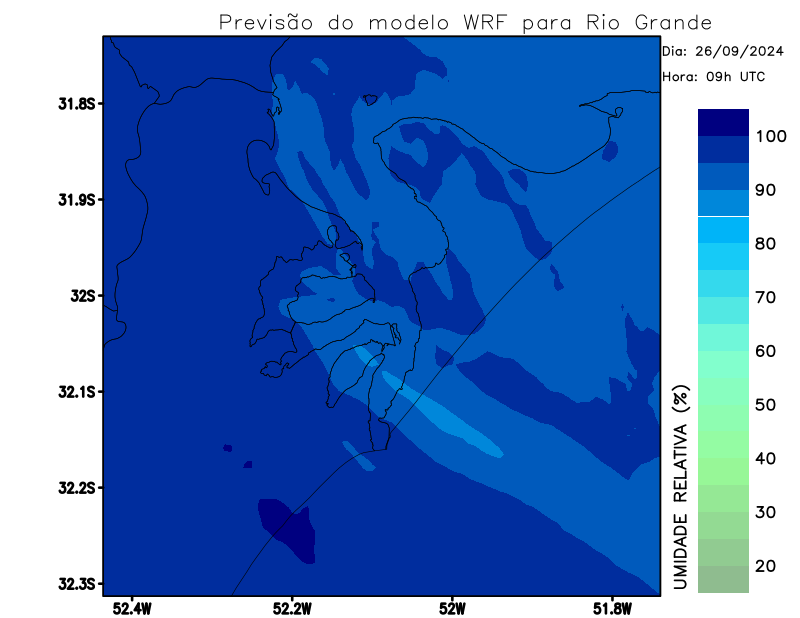 Previsão do modelo WRF para Rio Grande
Dia: 26/09/2024
Hora: 09h UTC
31.8S
31.9S
32S
32.1S
32.2S
32.3S
52.4W
52.2W
52W
51.8W
100
90
80
70
60
50
40
30
20
UMIDADE RELATIVA (%)